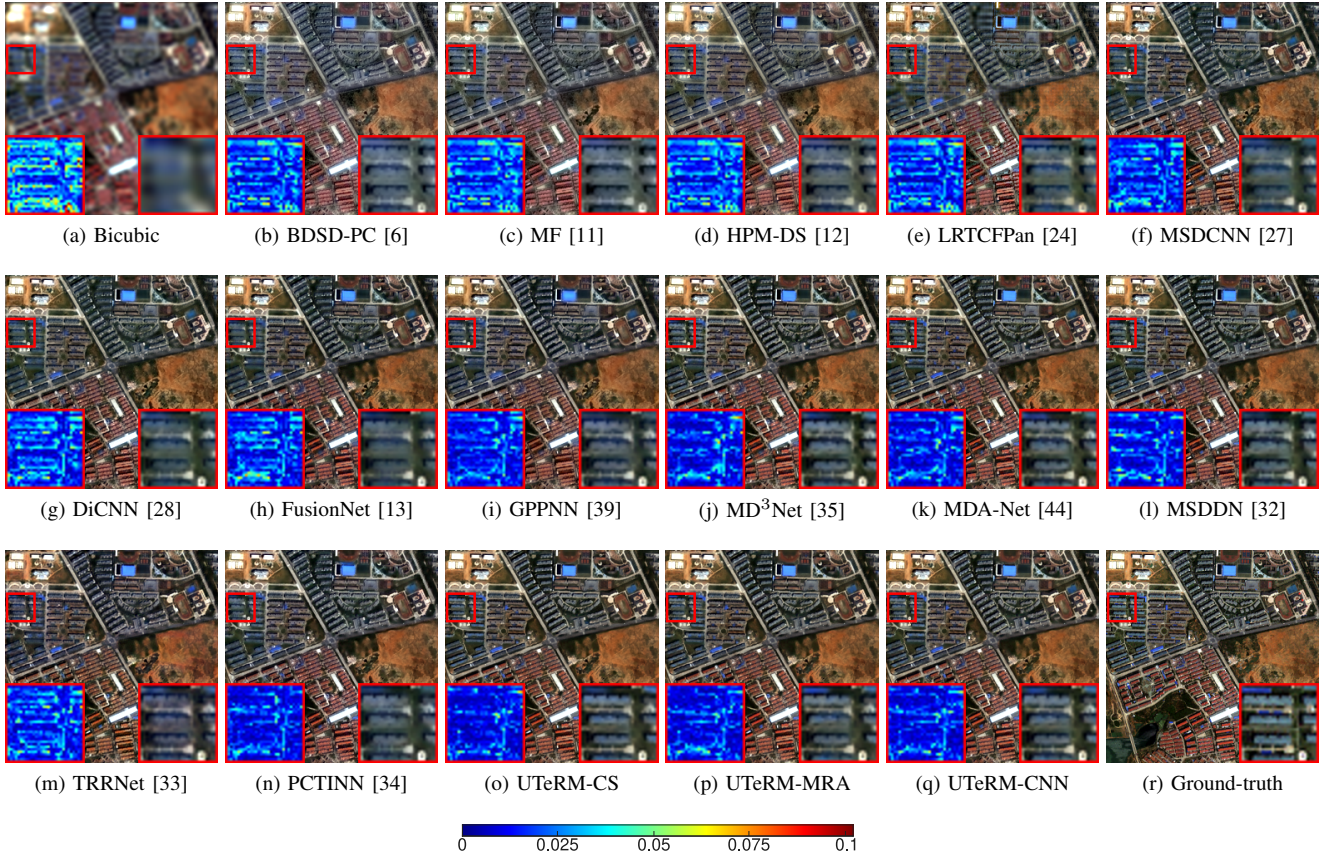 (a) Bicubic
(b) BDSD-PC [6]
(c) MF [11]
(d) HPM-DS [12]
(e) LRTCFPan [24]
(f) MSDCNN [27]
(g) DiCNN [28]
(h) FusionNet [13]
(i) GPPNN [39]
(j) MD³Net [35]
(k) MDA-Net [44]
(l) MSDDN [32]
(m) TRRNet [33]
(n) PCTINN [34]
(o) UTeRM-CS
(p) UTeRM-MRA
(q) UTeRM-CNN
(r) Ground-truth
0 0.025 0.05 0.075 0.1